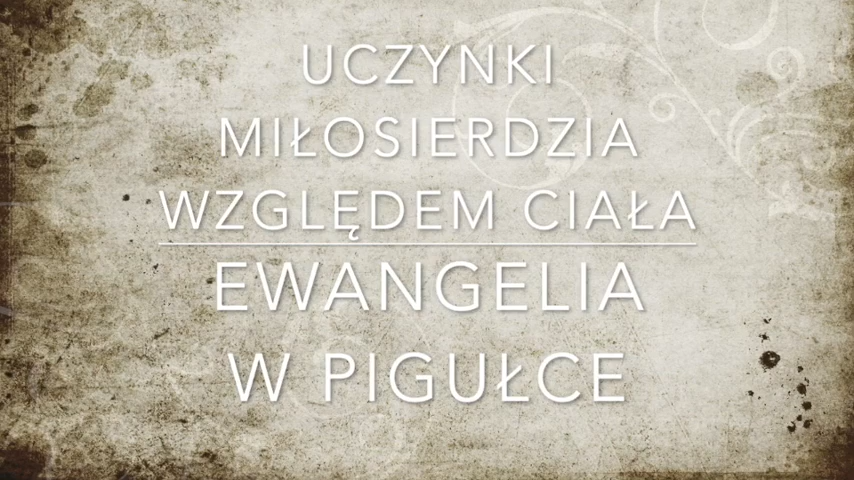 UCZYNKI
MIŁOSIERDZIA
WZGLĘDEM CIAŁA
EWANGELIA
W PIGUŁCE